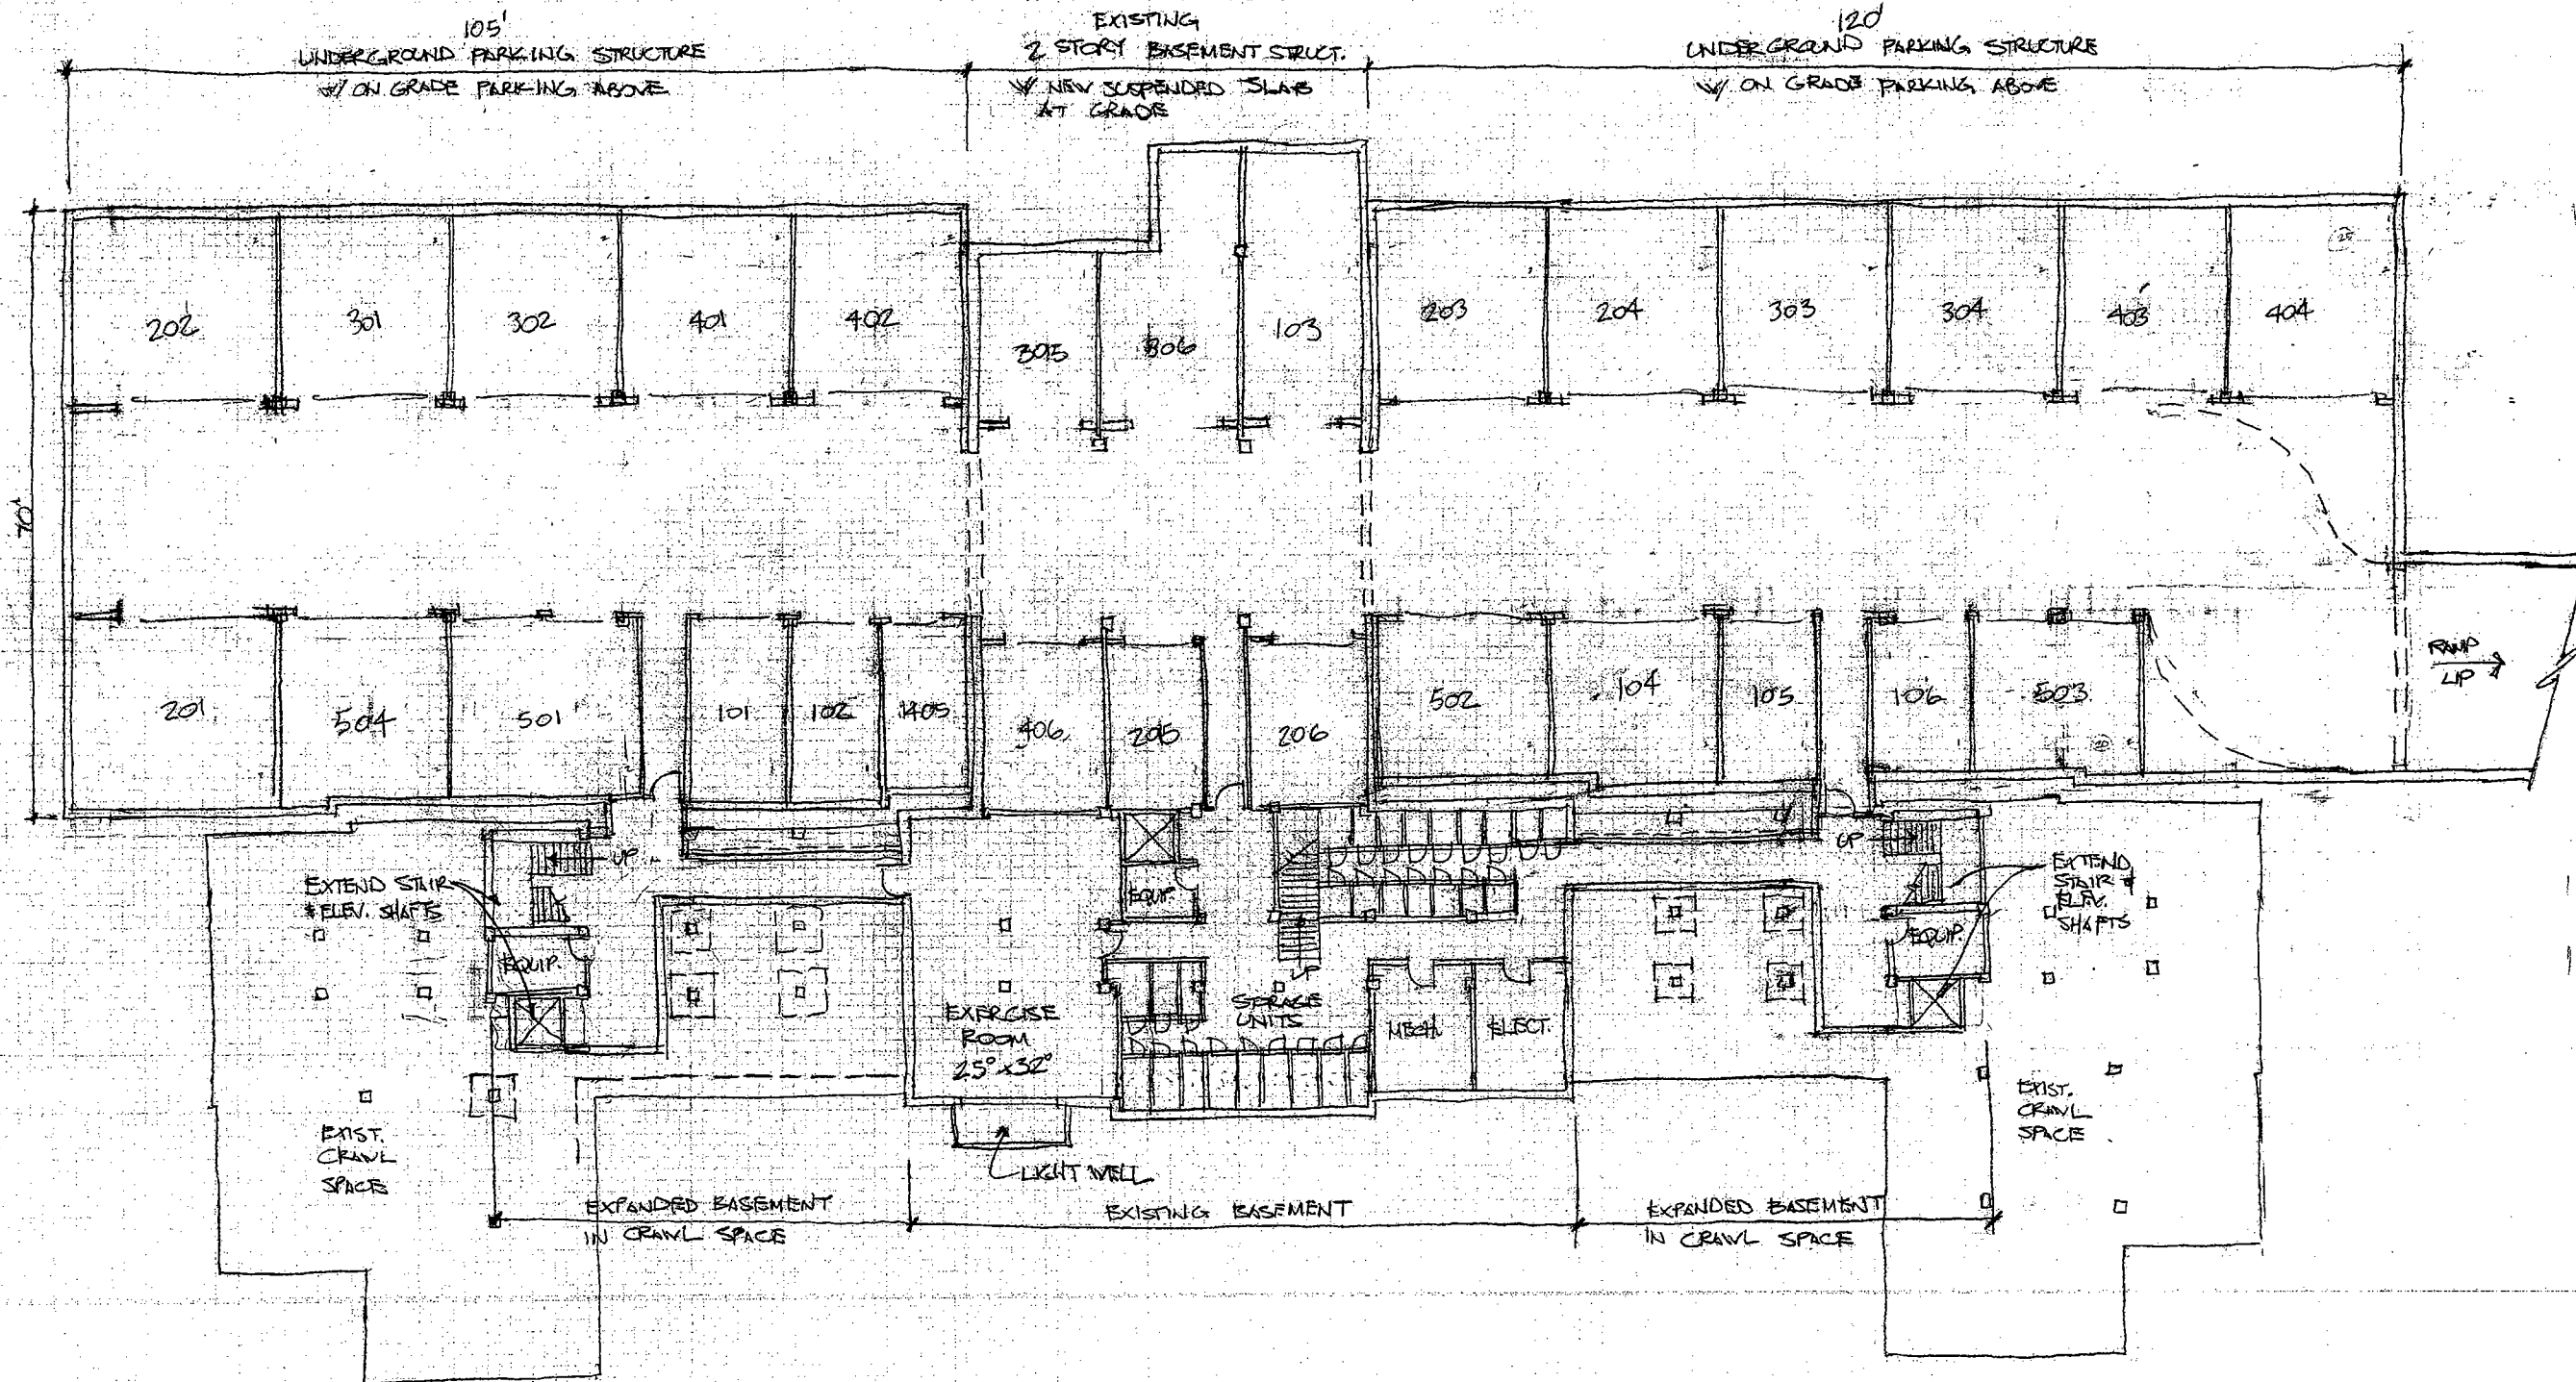 105'
UNDERGROUND PARKING STRUCTURE
W/ ON GRADE PARKING ABOVE
EXISTING
2 STORY BASEMENT STRUCT.
W/ NEW SUSPENDED SLAB
AT GRADE
120'
UNDERGROUND PARKING STRUCTURE
W/ ON GRADE PARKING ABOVE
70'
202
301
302
401
402
305
306
103
203
204
303
304
403
404
201
504
501
101
102
405
406
205
206
502
104
105
106
503
RAMP
UP
UP
EXTEND STAIR
& ELEV. SHAFTS
EQUIP.
EQUIP.
UP
EXERCISE
ROOM
25⁰ x 32⁰
STORAGE
UNITS
MECH.
ELECT.
UP
EXTEND
STAIR &
ELEV.
SHAFTS
EQUIP.
EXIST.
CRAWL
SPACE
EXIST.
CRAWL
SPACE
LIGHT WELL
EXPANDED BASEMENT
IN CRAWL SPACE
EXISTING BASEMENT
EXPANDED BASEMENT
IN CRAWL SPACE